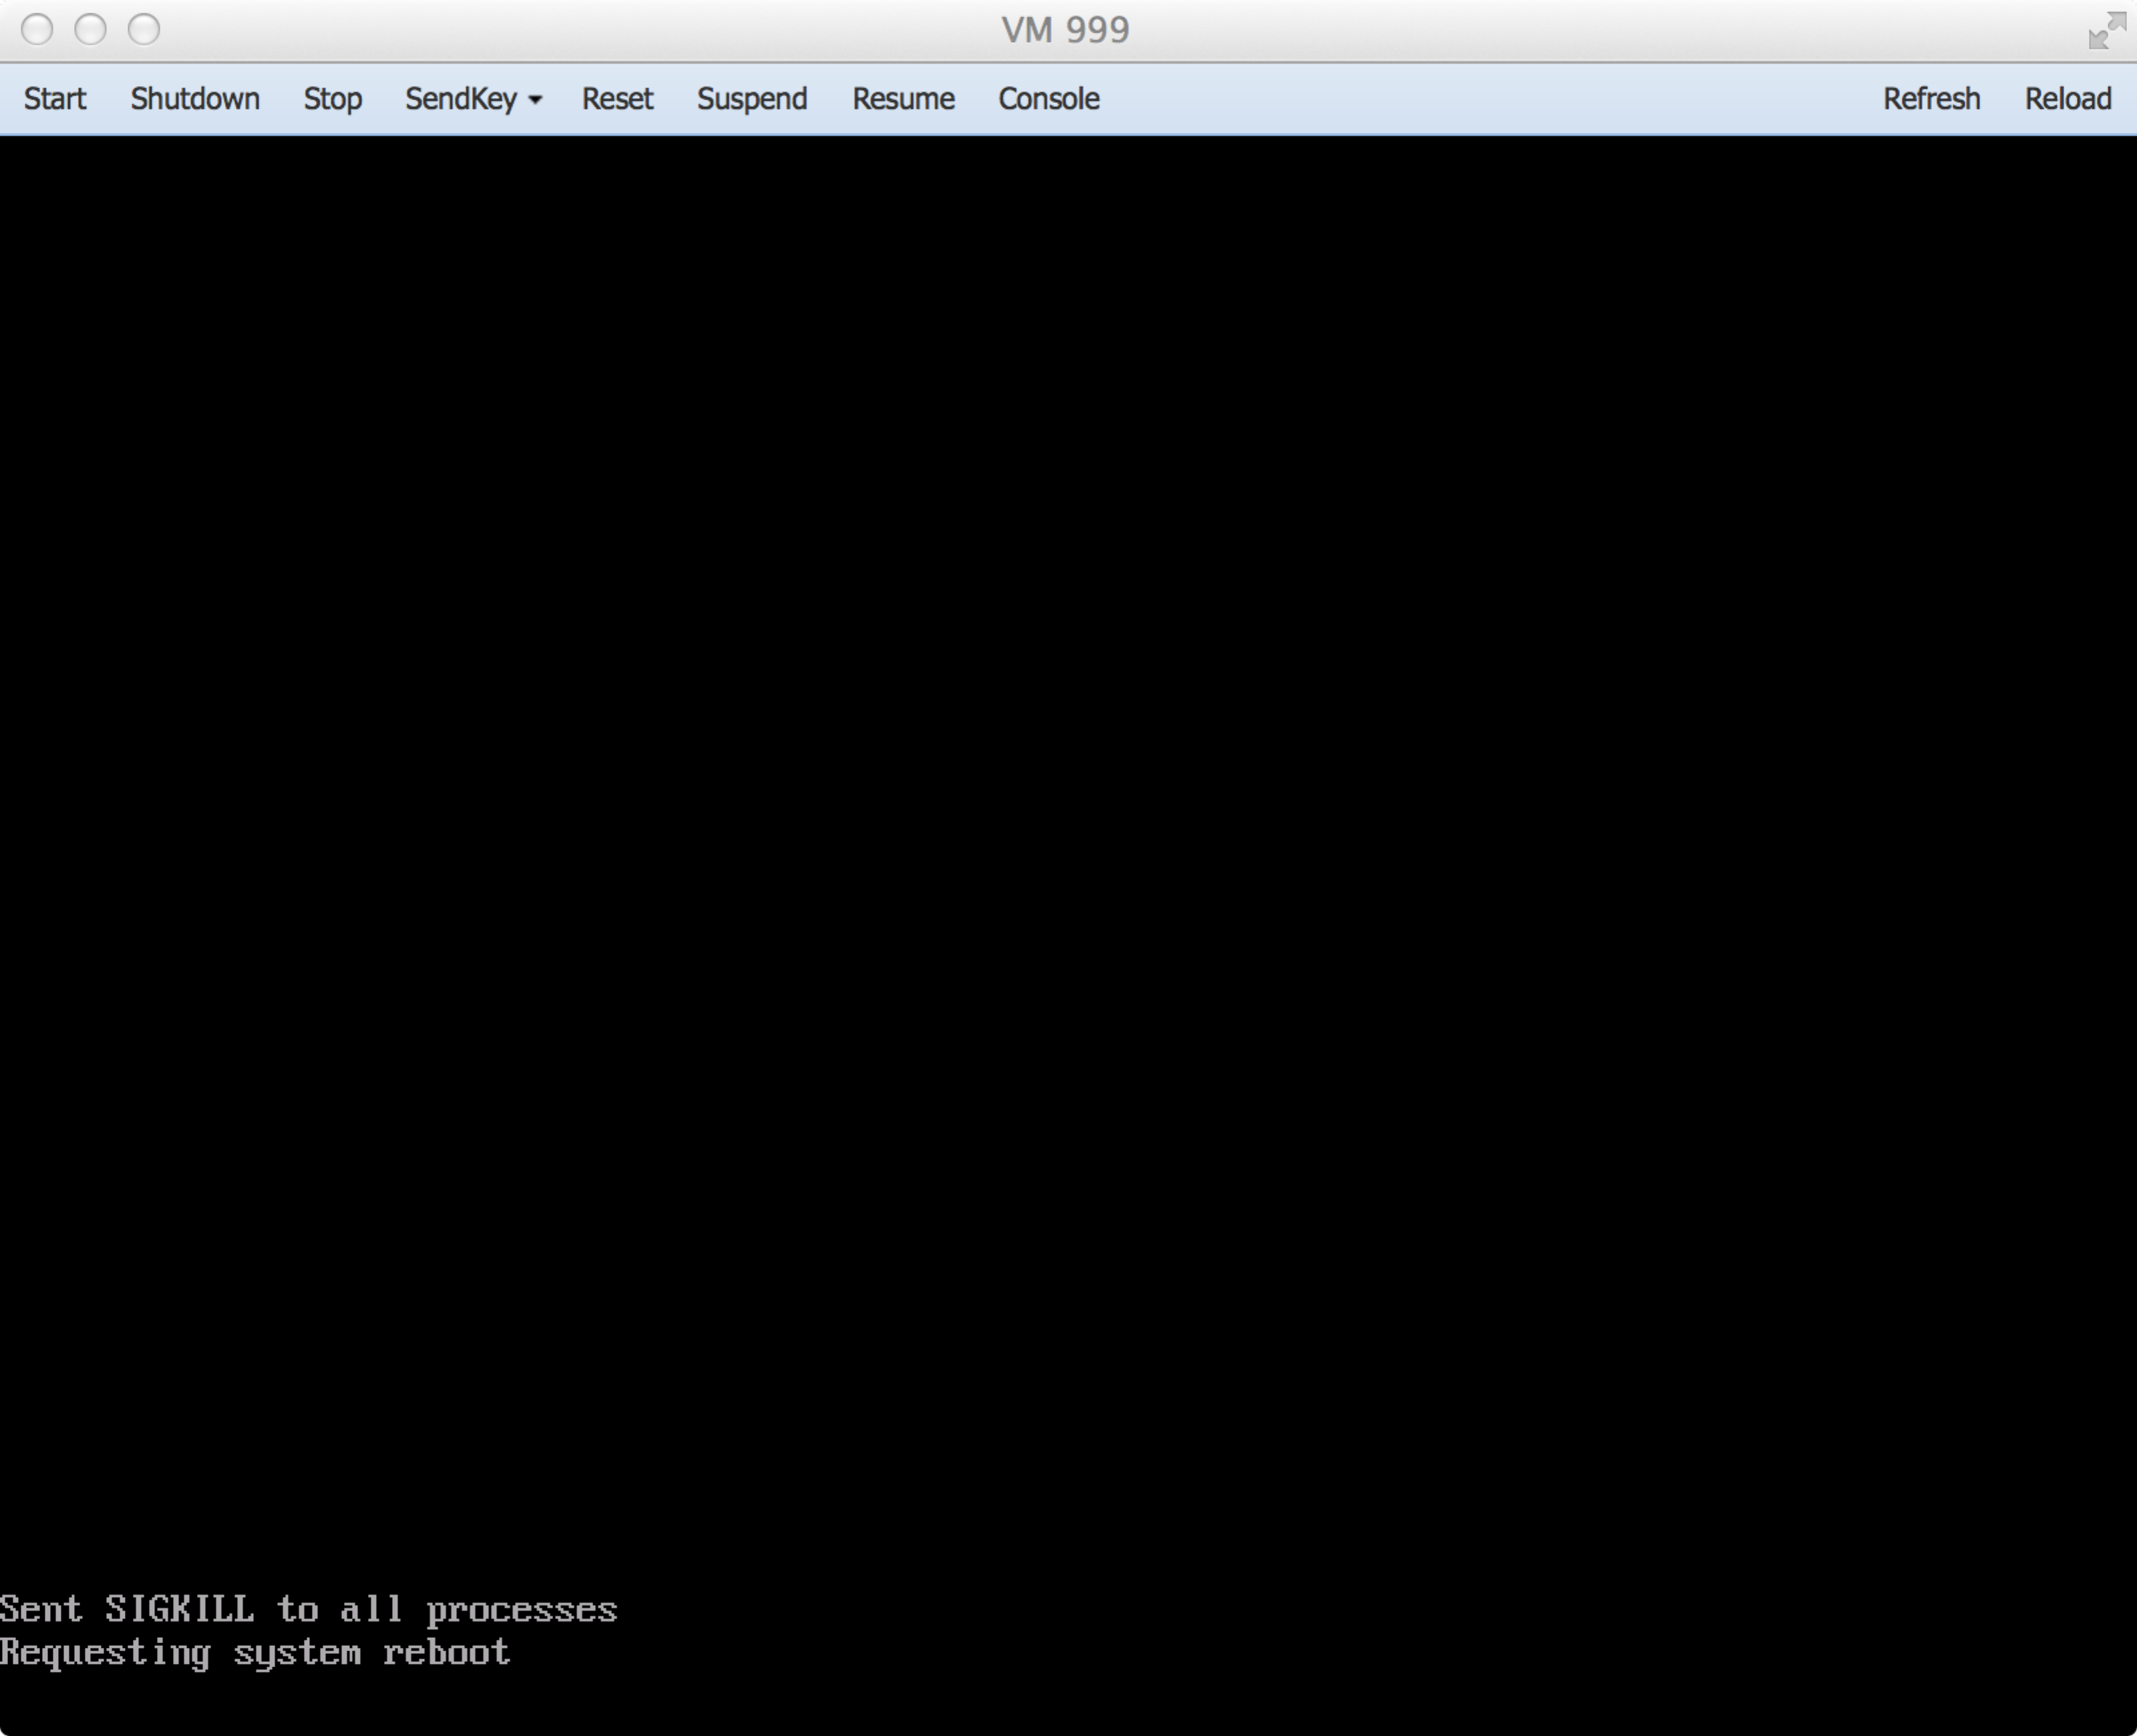 VM 999
Start Shutdown Stop SendKey Reset Suspend Resume Console Refresh Reload
Sent SIGKILL to all processes
Requesting system reboot